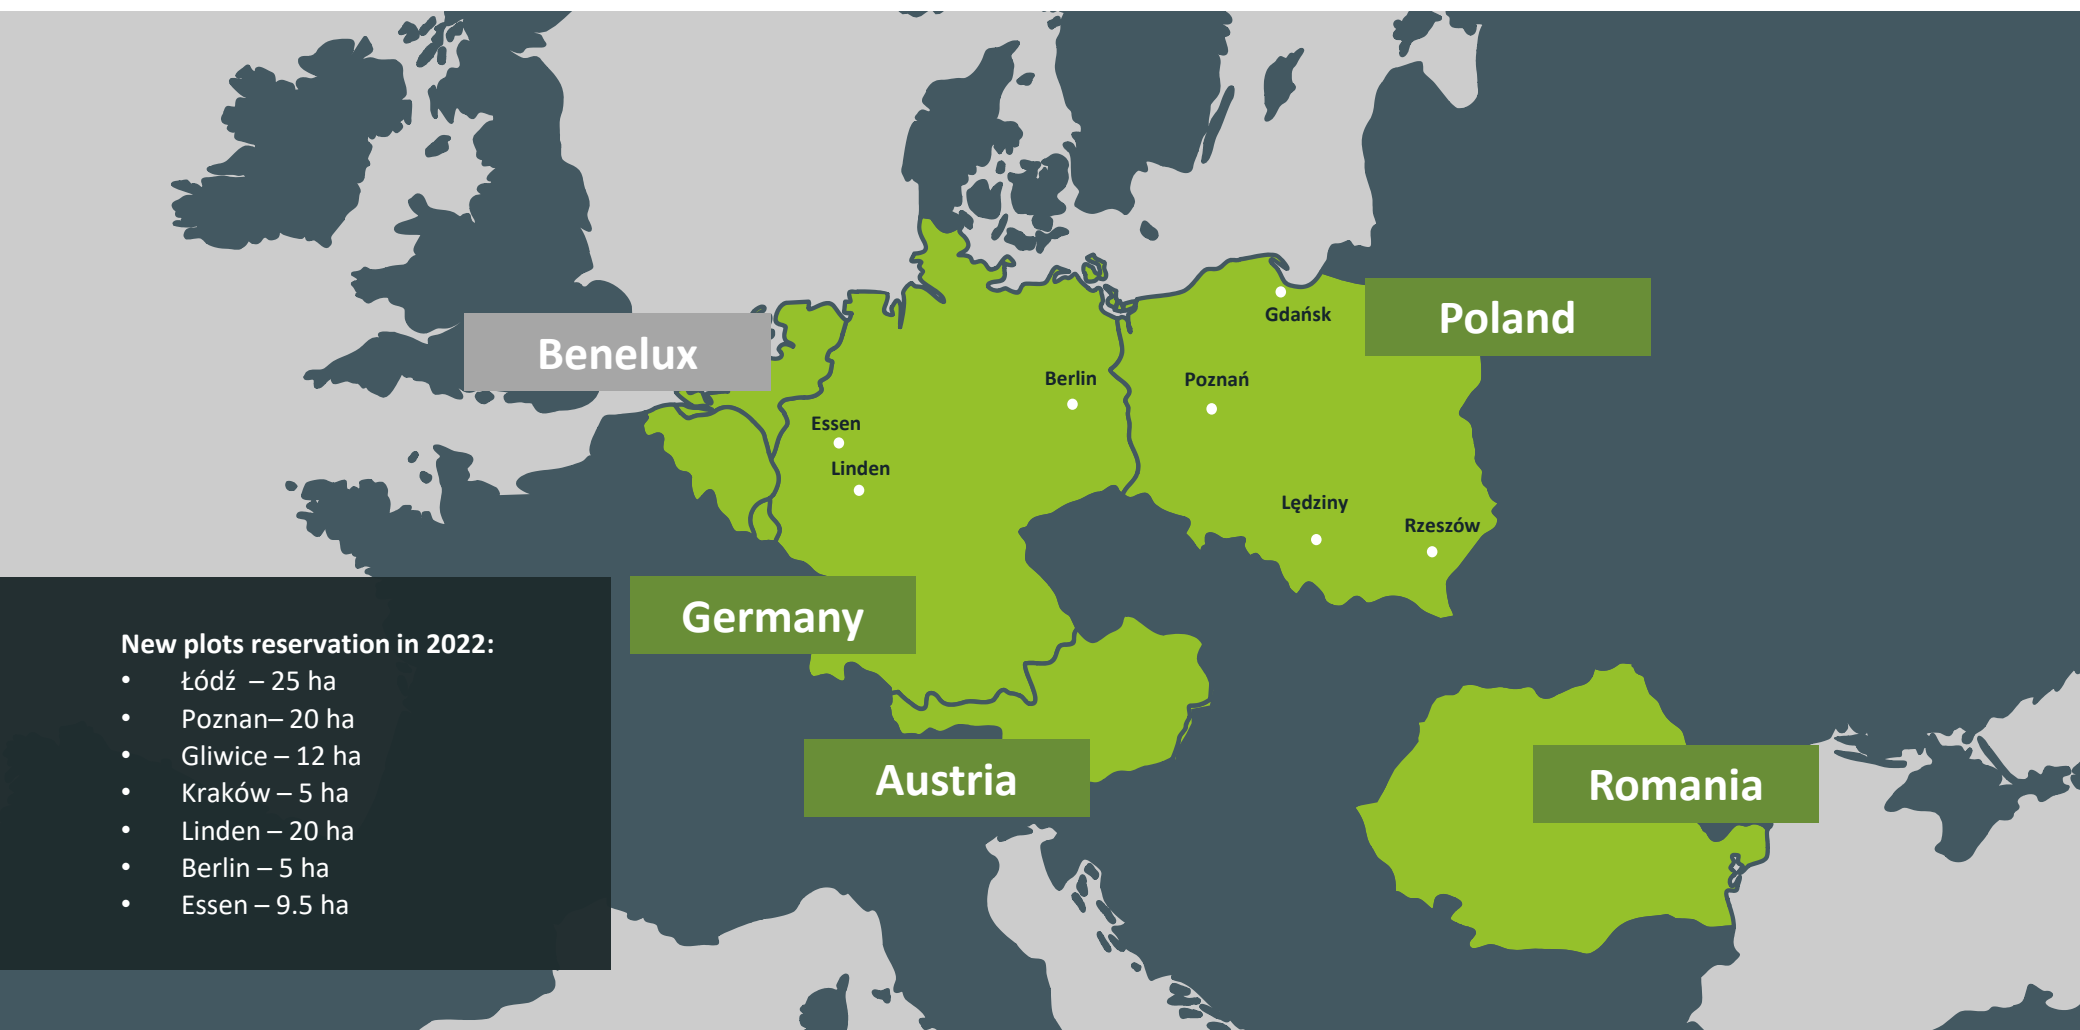 Gdańsk
Poland
Benelux
Berlin
Poznań
Essen
Linden
Lędziny
Rzeszów
Germany
New plots reservation in 2022:
• Łódź – 25 ha
• Poznan– 20 ha
• Gliwice – 12 ha
• Kraków – 5 ha
• Linden – 20 ha
• Berlin – 5 ha
• Essen – 9.5 ha
Austria
Romania